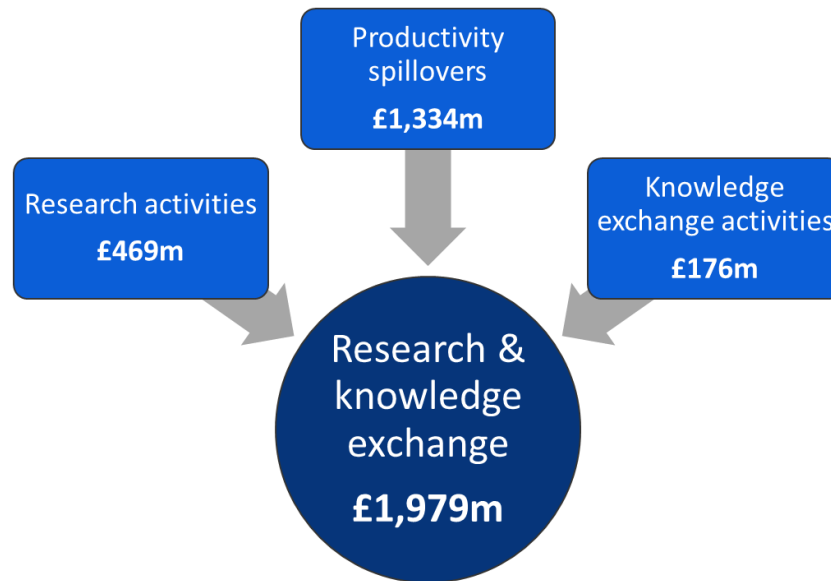 Productivity
spillovers
£1,334m
Research activities
£469m
Knowledge
exchange activities
£176m
Research &
knowledge
exchange
£1,979m